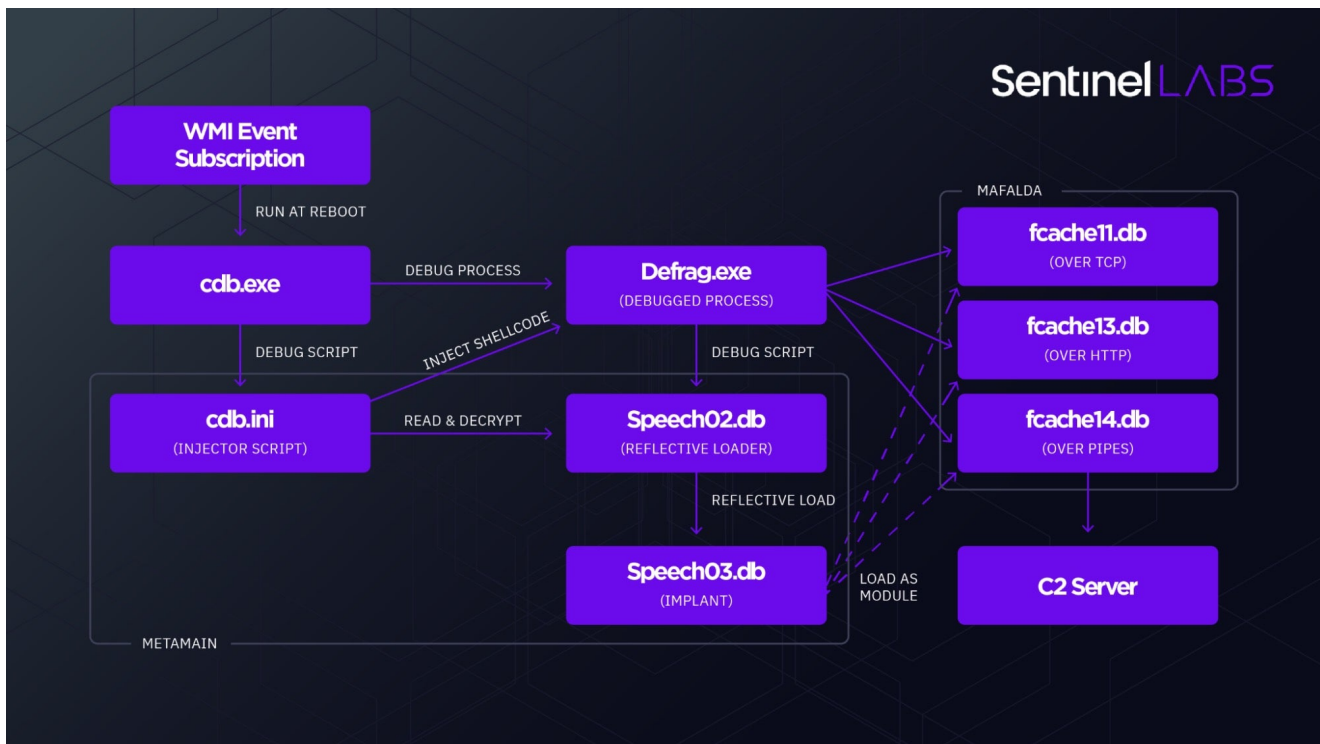 SentinelLABS
WMI Event
Subscription
RUN AT REBOOT
cdb.exe
DEBUG PROCESS
Defrag.exe
(DEBUGGED PROCESS)
DEBUG SCRIPT
INJECT SHELLCODE
DEBUG SCRIPT
cdb.ini
(INJECTOR SCRIPT)
READ & DECRYPT
Speech02.db
(REFLECTIVE LOADER)
REFLECTIVE LOAD
Speech03.db
(IMPLANT)
METAMAIN
LOAD AS
MODULE
MAFALDA
fcache11.db
(OVER TCP)
fcache13.db
(OVER HTTP)
fcache14.db
(OVER PIPES)
C2 Server